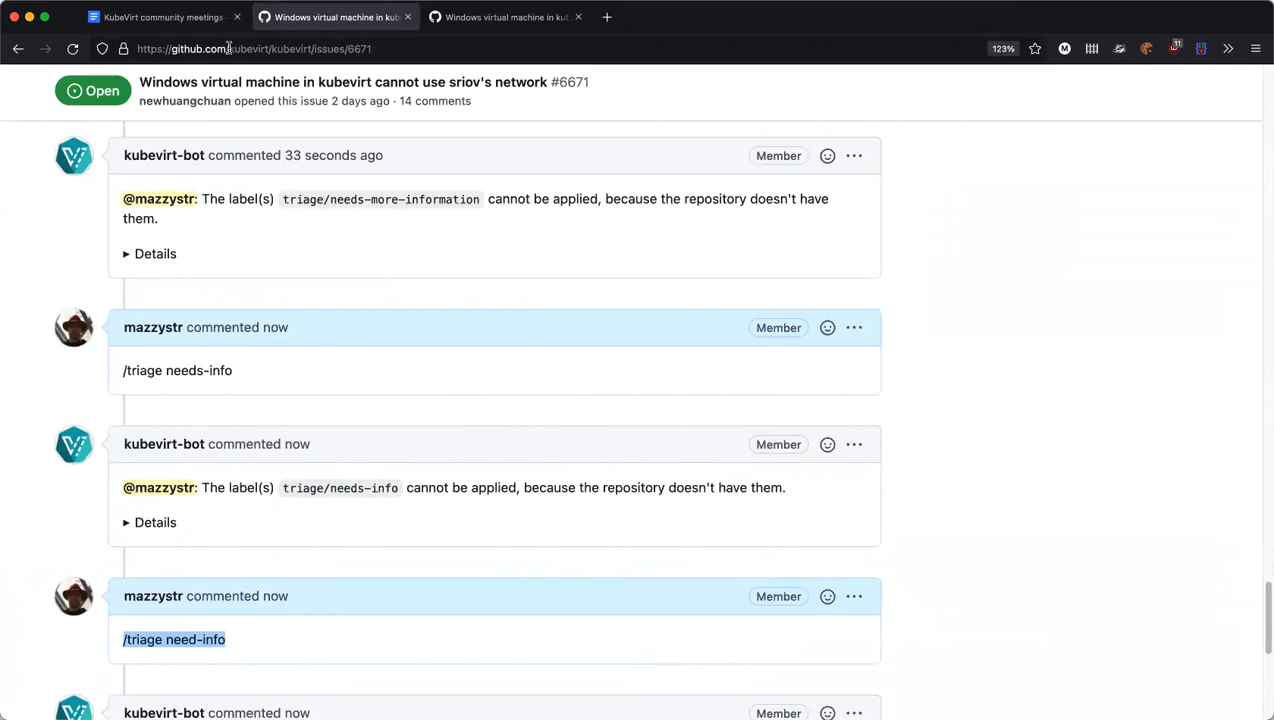 KubeVirt community meetings -
Windows virtual machine in kube
Windows virtual machine in kube
https://github.com/kubevirt/kubevirt/issues/6671
123%
M
11
Open
Windows virtual machine in kubevirt cannot use sriov's network #6671
newhuangchuan opened this issue 2 days ago · 14 comments
kubevirt-bot commented 33 seconds ago
Member
@mazzystr: The label(s) triage/needs-more-information cannot be applied, because the repository doesn't have
them.
Details
mazzystr commented now
Member
/triage needs-info
kubevirt-bot commented now
Member
@mazzystr: The label(s) triage/needs-info cannot be applied, because the repository doesn't have them.
Details
mazzystr commented now
Member
/triage need-info
kubevirt-bot commented now
Member